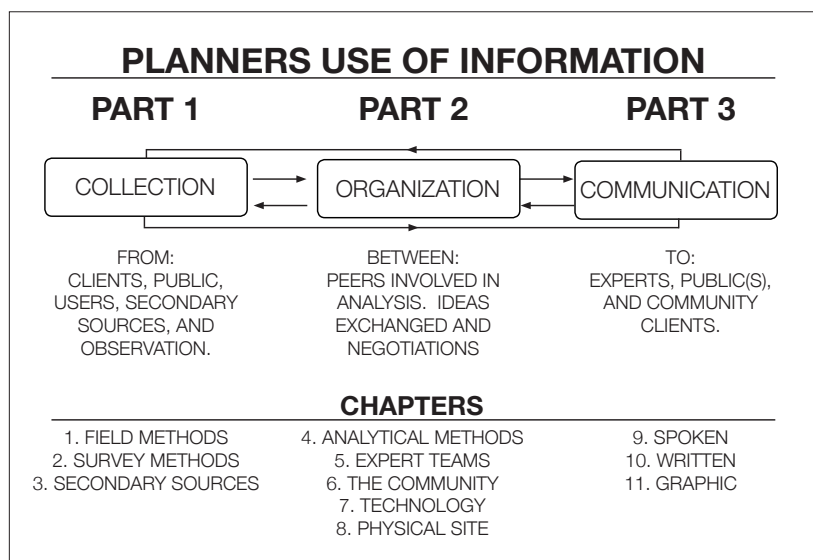 PLANNERS USE OF INFORMATION
PART 1
PART 2
PART 3
COLLECTION
ORGANIZATION
COMMUNICATION
FROM:
CLIENTS, PUBLIC,
USERS, SECONDARY
SOURCES, AND
OBSERVATION.
BETWEEN:
PEERS INVOLVED IN
ANALYSIS. IDEAS
EXCHANGED AND
NEGOTIATIONS
TO:
EXPERTS, PUBLIC(S),
AND COMMUNITY
CLIENTS.
CHAPTERS
1. FIELD METHODS
2. SURVEY METHODS
3. SECONDARY SOURCES
4. ANALYTICAL METHODS
5. EXPERT TEAMS
6. THE COMMUNITY
7. TECHNOLOGY
8. PHYSICAL SITE
9. SPOKEN
10. WRITTEN
11. GRAPHIC